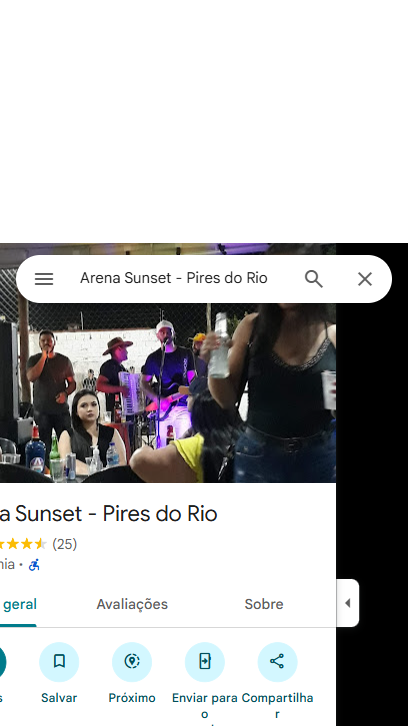 Arena Sunset - Pires do Rio
a Sunset - Pires do Rio
(25)
nia •
geral
Avaliações
Sobre
s
Salvar
Próximo
Enviar para o
Compartilhar